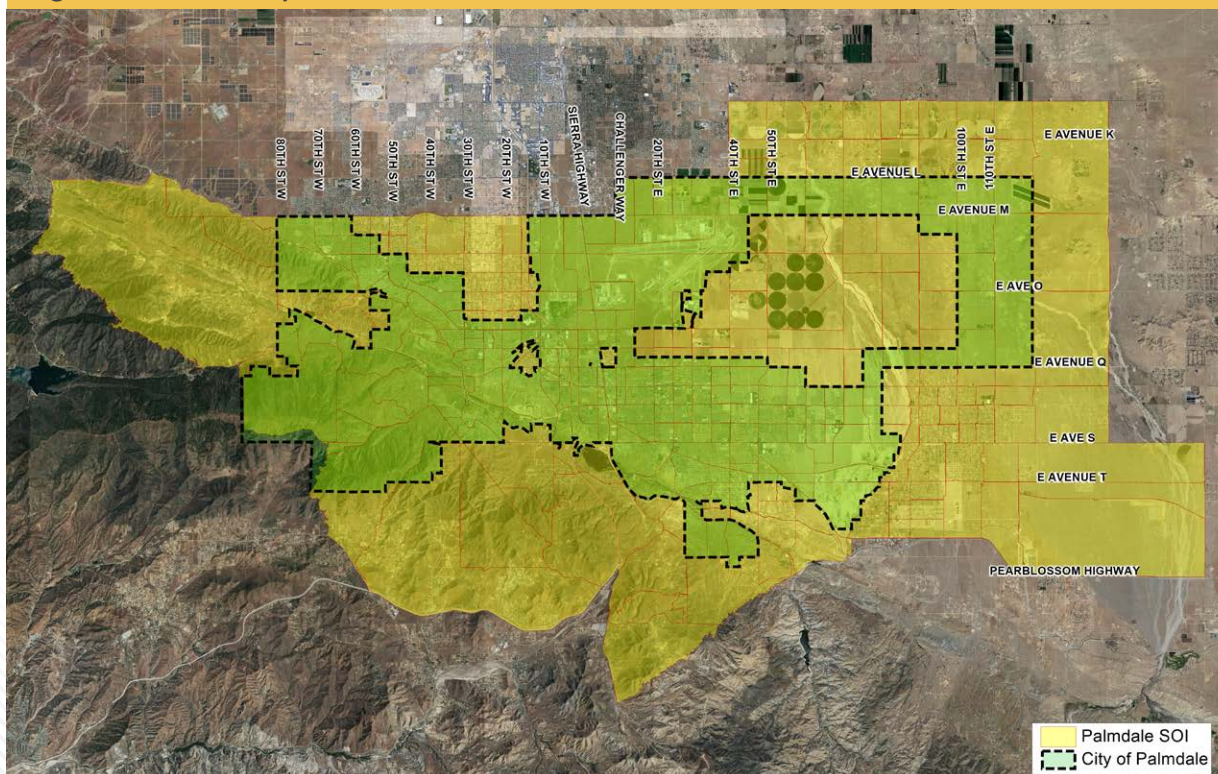 80TH ST W
70TH ST W
60TH ST W
50TH ST W
40TH ST W
30TH ST W
20TH ST W
10TH ST W
SIERRA HIGHWAY
CHALLENGER WAY
20TH ST E
40TH ST E
50TH ST E
100TH ST E
110TH ST E
E AVENUE K
E AVENUE L
E AVENUE M
E AVE O
E AVENUE Q
E AVE S
E AVENUE T
PEARBLOSSOM HIGHWAY
Palmdale SOI
City of Palmdale